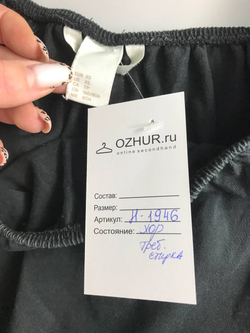 OZHUR.ru
online secondhand
Состав:
Размер:
Артикул: Н-1946
Состояние: хор
треб.
стирка